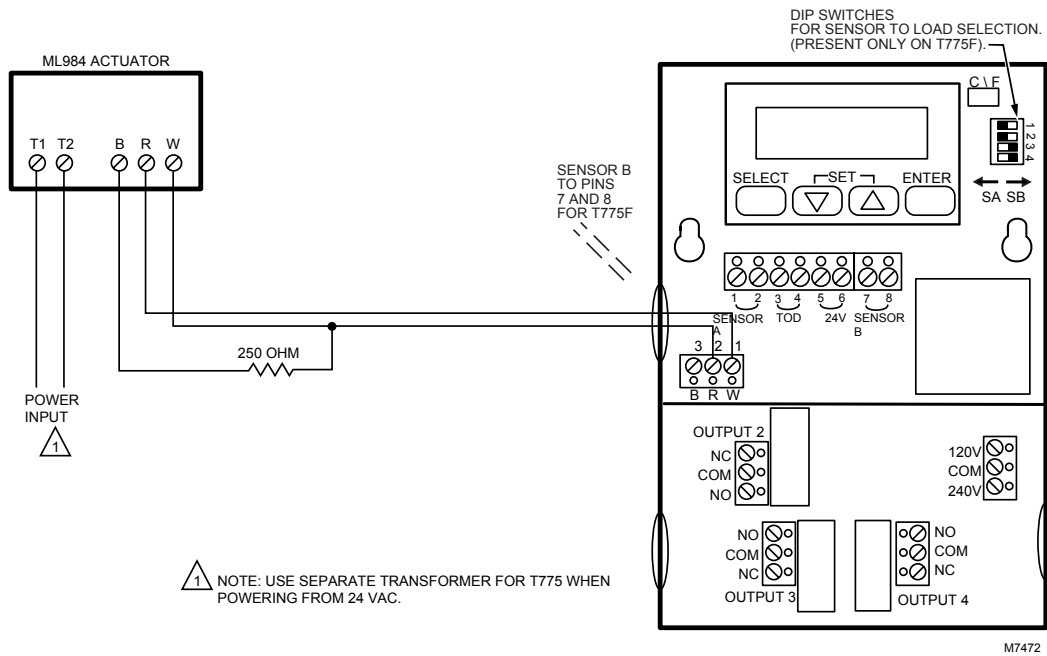 DIP SWITCHES
FOR SENSOR TO LOAD SELECTION.
(PRESENT ONLY ON T775F).
ML984 ACTUATOR
T1 T2 B R W
C \ F
1
2
3
4
SA SB
SELECT SET ENTER
SENSOR B
TO PINS
7 AND 8
FOR T775F
1 2 3 4 5 6 7 8
SENSOR
A
TOD
24V
SENSOR
B
3 2 1
B R W
250 OHM
POWER
INPUT
1
OUTPUT 2
NC
COM
NO
120V
COM
240V
NO
COM
NC
OUTPUT 3
NO
COM
NC
OUTPUT 4
1 NOTE: USE SEPARATE TRANSFORMER FOR T775 WHEN
POWERING FROM 24 VAC.
M7472